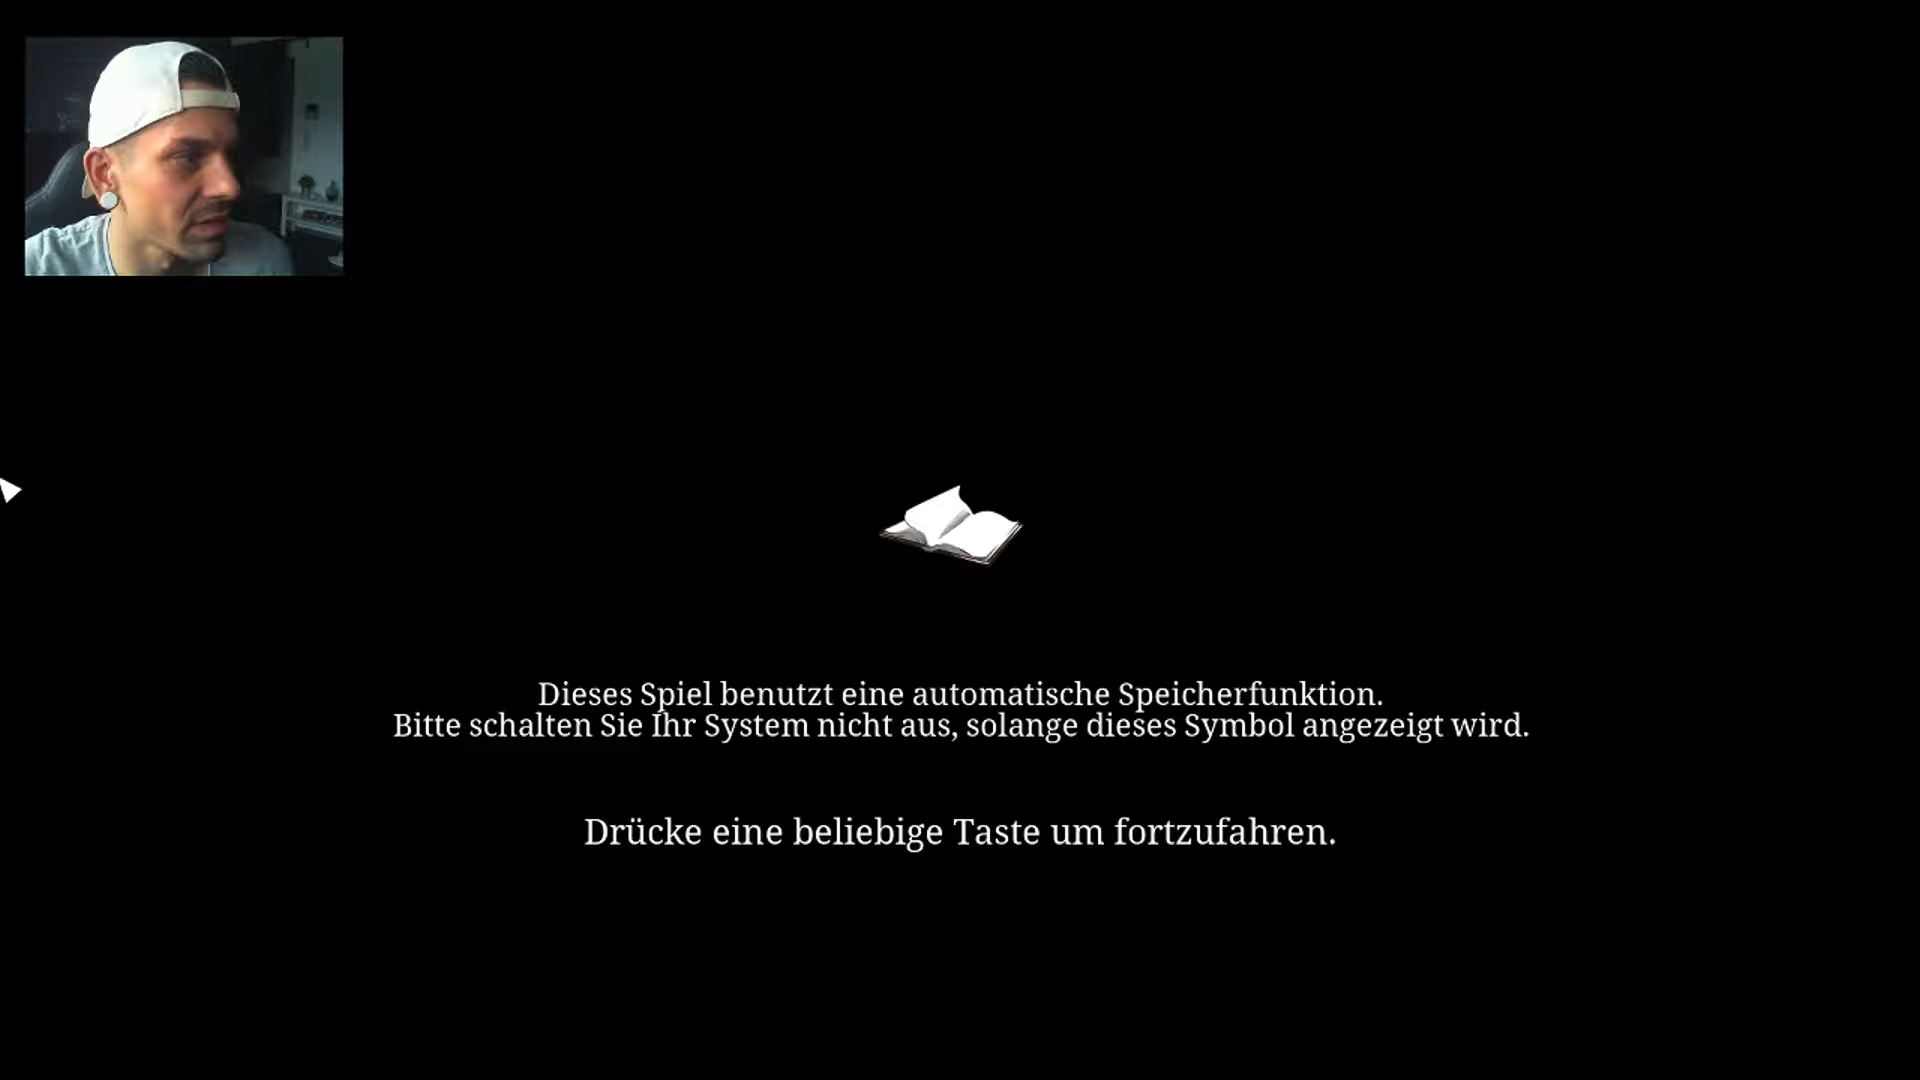 Dieses Spiel benutzt eine automatische Speicherfunktion.
Bitte schalten Sie Ihr System nicht aus, solange dieses Symbol angezeigt wird.
Drücke eine beliebige Taste um fortzufahren.